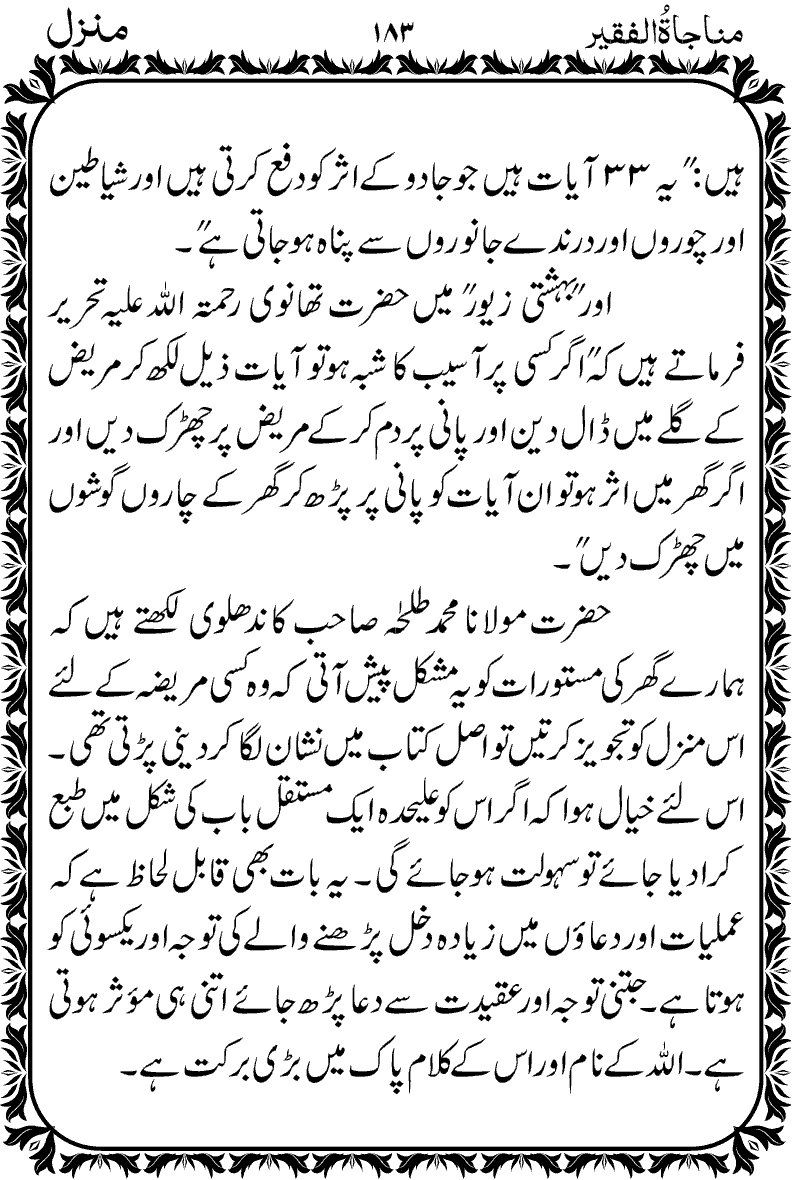 مناجاۃُالفقیر ۱۸۳ منزل
ہیں:"یہ ۳۳ آیات ہیں جو جادو کے اثر کو دفع کرتی ہیں اور شیاطین
اور چوروں اور درندے جانوروں سے پناہ ہو جاتی ہے"۔
اور"بہشتی زیور" میں حضرت تھانوی رحمۃ اللہ علیہ تحریر
فرماتے ہیں کہ"اگر کسی پر آسیب کا شبہ ہو تو آیات ذیل لکھ کر مریض
کے گلے میں ڈال دین اور پانی پر دم کر کے مریض پر چھڑک دیں اور
اگر گھر میں اثر ہو تو ان آیات کو پانی پر پڑھ کر گھر کے چاروں گوشوں
میں چھڑک دیں"۔
حضرت مولانا محمد طلحٰہ صاحب کاندھلوی لکھتے ہیں کہ
ہمارے گھر کی مستورات کو یہ مشکل پیش آتی کہ وہ کسی مریضہ کے لئے
اس منزل کو تجویز کرتیں تو اصل کتاب میں نشان لگا کر دینی پڑتی تھی۔
اس لئے خیال ہوا کہ اگر اس کو علیحدہ ایک مستقل باب کی شکل میں طبع
کرا دیا جائے تو سہولت ہو جائے گی۔ یہ بات بھی قابل لحاظ ہے کہ
عملیات اور دعاؤں میں زیادہ دخل پڑھنے والے کی توجہ اور یکسوئی کو
ہوتا ہے۔ جتنی توجہ اور عقیدت سے دعا پڑھ جائے اتنی ہی مؤثر ہوتی
ہے۔ اللہ کے نام اور اس کے کلام پاک میں بڑی برکت ہے۔